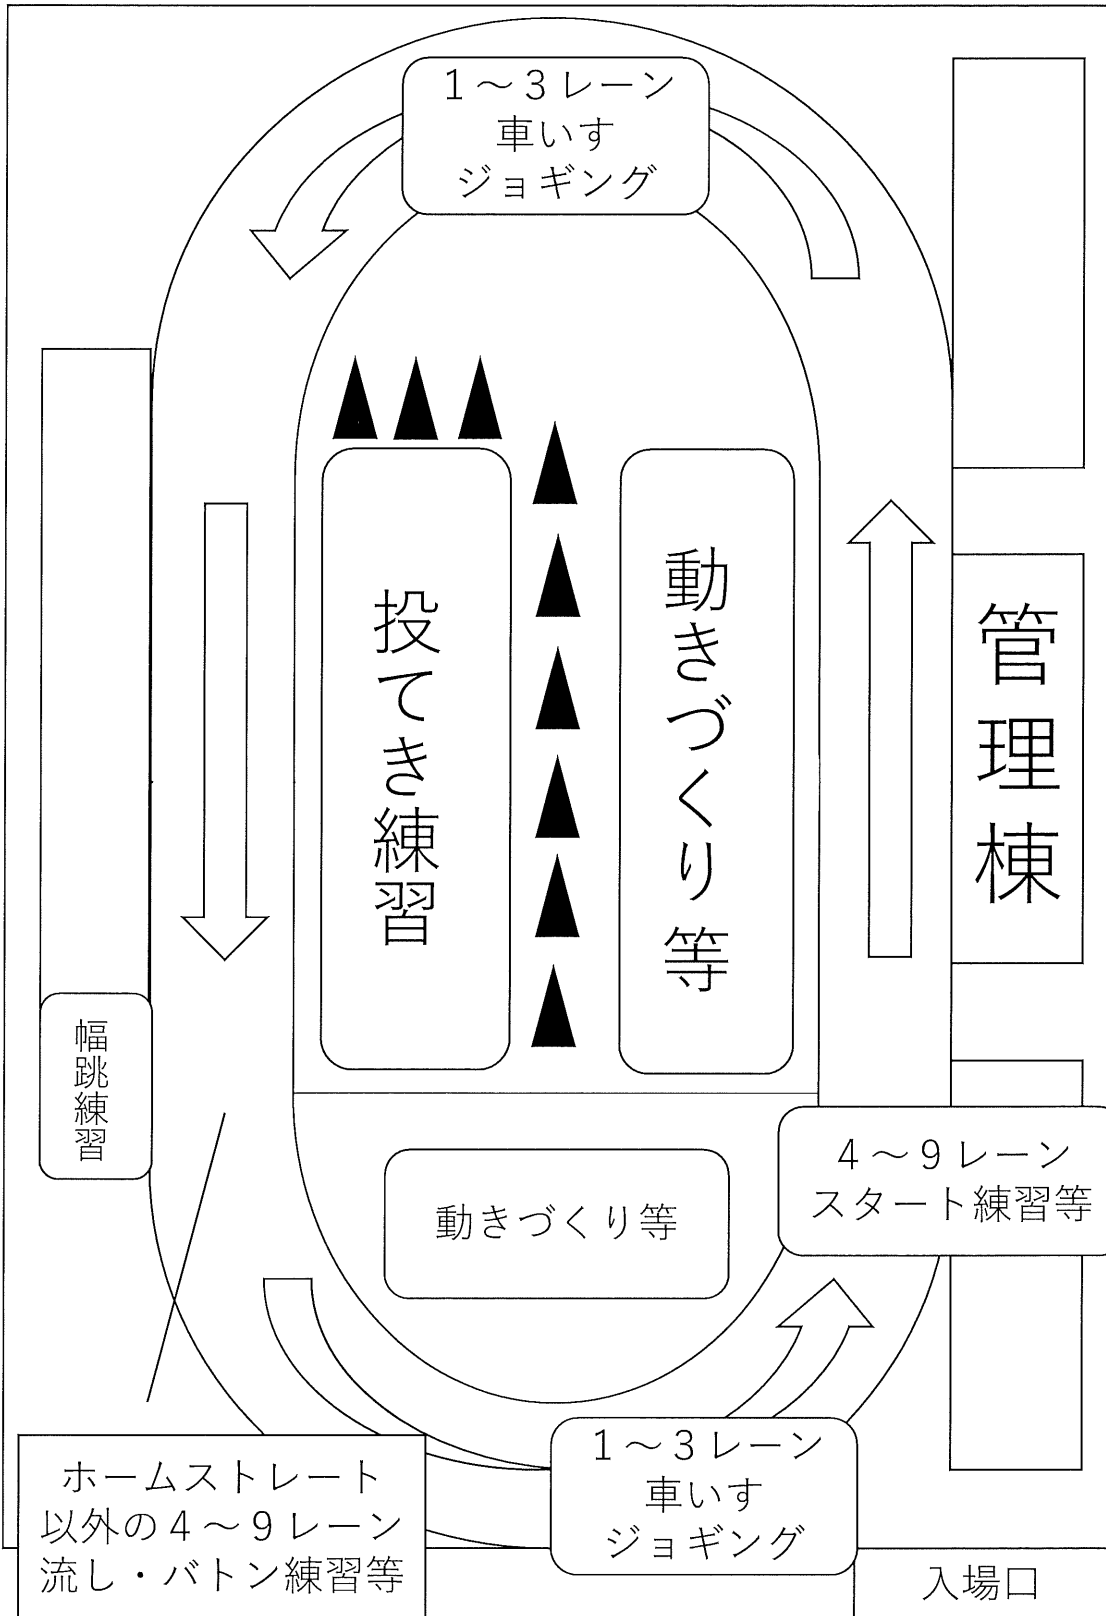 １～３レーン
車いす
ジョギング
投てき練習
動きづくり等
管理棟
幅跳練習
４～９レーン
スタート練習等
動きづくり等
ホームストレート
以外の４～９レーン
流し・バトン練習等
１～３レーン
車いす
ジョギング
入場口